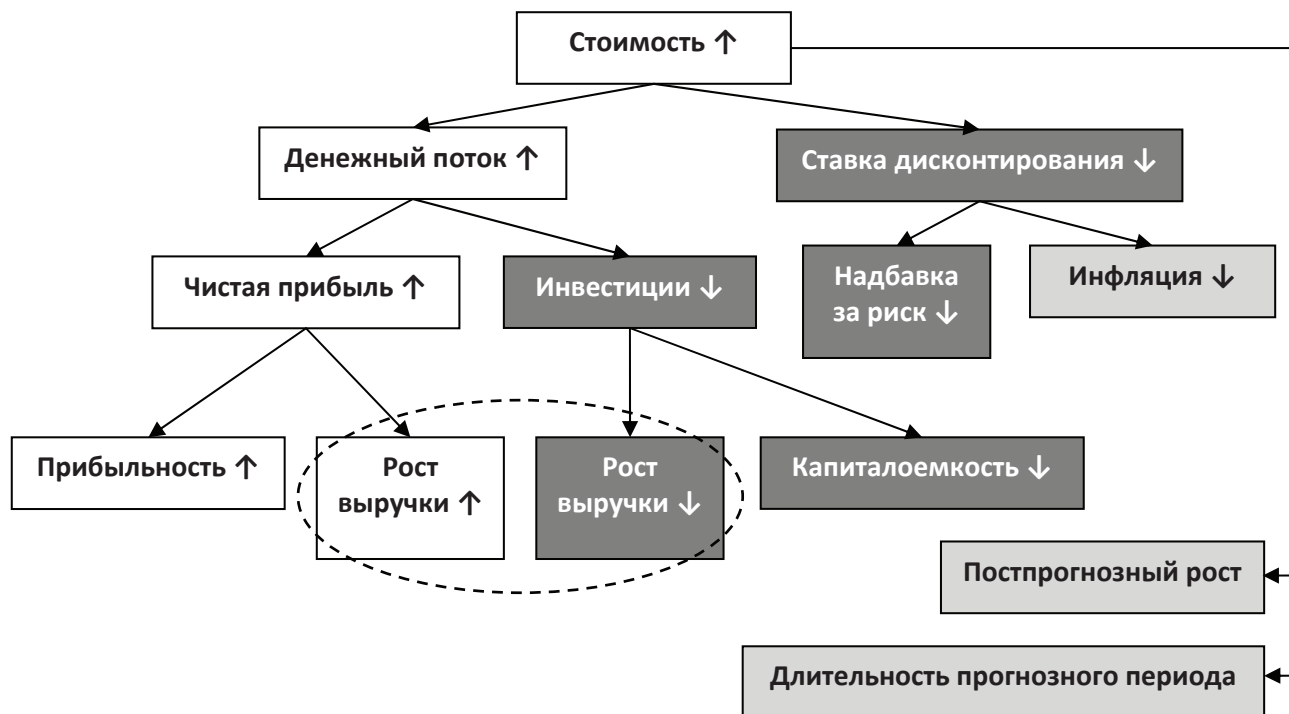 Стоимость ↑
Денежный поток ↑
Ставка дисконтирования ↓
Чистая прибыль ↑
Инвестиции ↓
Надбавка
за риск ↓
Инфляция ↓
Прибыльность ↑
Рост
выручки ↑
Рост
выручки ↓
Капиталоемкость ↓
Постпрогнозный рост
Длительность прогнозного периода